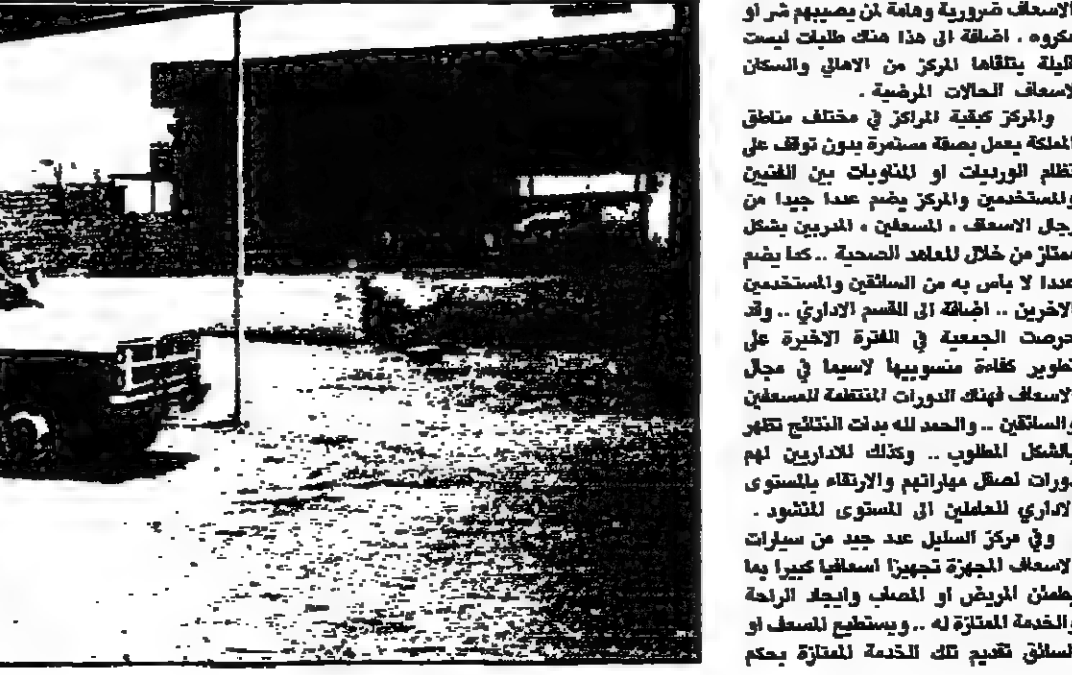 الاسعاف ضرورية وهامة لمن يصيبهم شر او
مكروه . اضافة الى هذا هناك طلبات ليست
قليلة يتلقاها المركز من الاهالي والسكان
لاسعاف الحالات المرضية .
والمركز كبقية المراكز في مختلف مناطق
المملكة يعمل بصفة مستمرة بدون توقف على
نظام الورديات او المناوبات بين الفنيين
والمستخدمين والمركز يضم عددا جيدا من
رجال الاسعاف ، المسعفين ، المدربين بشكل
ممتاز من خلال المعاهد الصحية .. كما يضم
عددا لا باس به من السائقين والمستخدمين
الاخرين .. اضافة الى القسم الاداري .. وقد
حرصت الجمعية في الفترة الاخيرة على
تطوير كفاءة منسوبيها لاسيما في مجال
الاسعاف فهناك الدورات المنتظمة للمسعفين
والسائقين .. والحمد لله بدات النتائج تظهر
بالشكل المطلوب .. وكذلك للاداريين لهم
دورات لصقل مهاراتهم والارتقاء بالمستوى
الاداري للعاملين الى المستوى المنشود .
وفي مركز السليل عدد جيد من سيارات
الاسعاف المجهزة تجهيزا اسعافيا كبيرا بما
يطمئن المريض او المصاب وايجاد الراحة
والخدمة الممتازة له .. ويستطيع المسعف او
السائق تقديم تلك الخدمة الممتازة بحكم